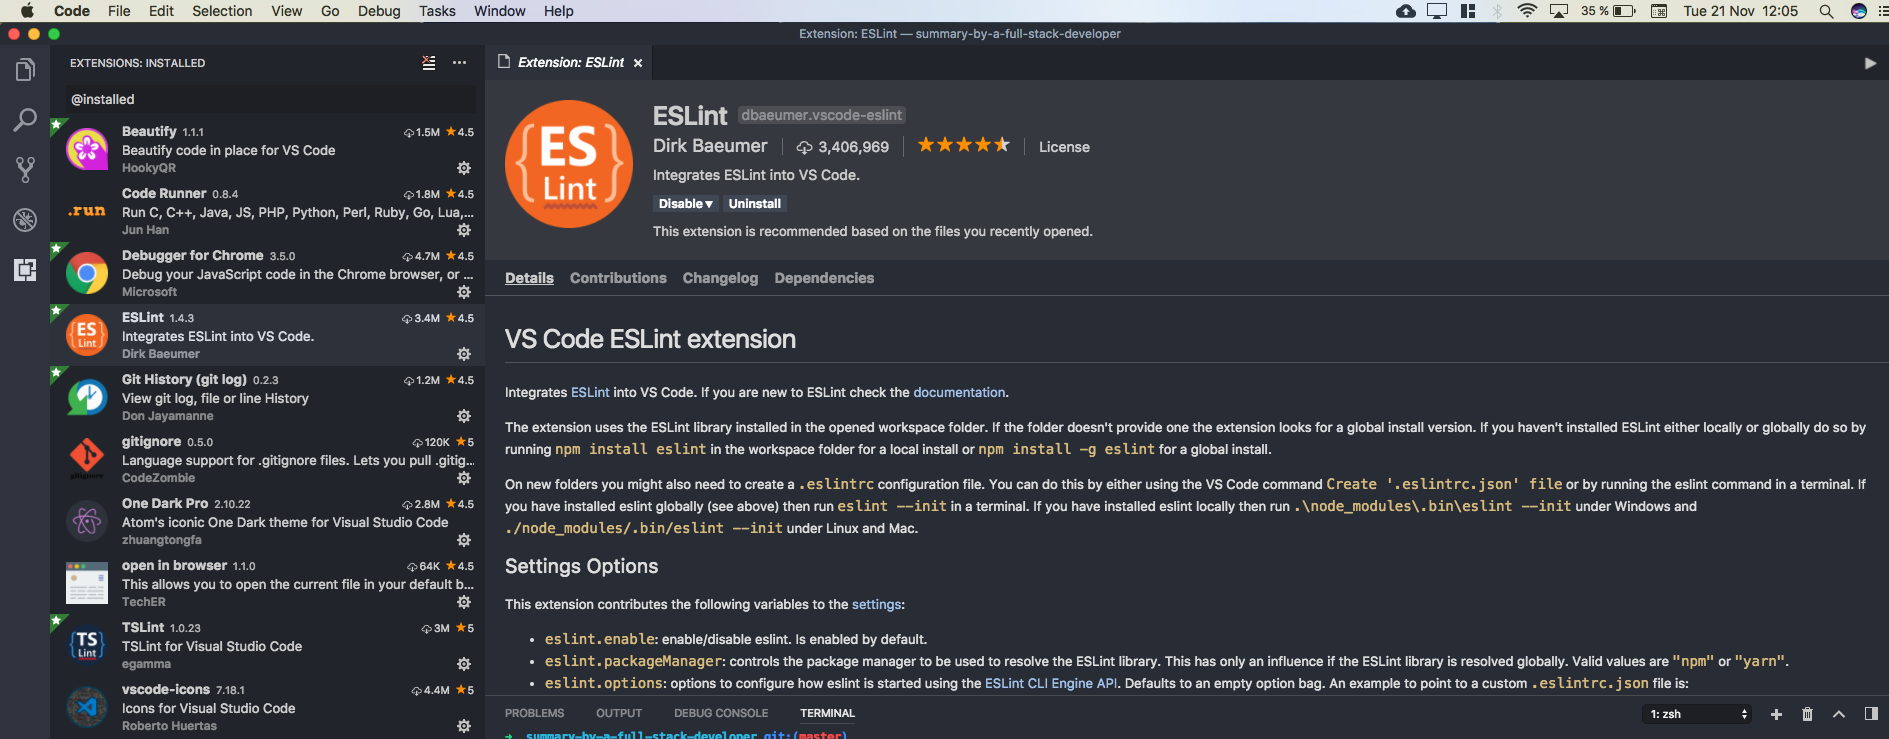 Code File Edit Selection View Go Debug Tasks Window Help 35 % Tue 21 Nov 12:05
Extension: ESLint — summary-by-a-full-stack-developer
EXTENSIONS: INSTALLED
@installed
Beautify 1.1.1 1.5M ★4.5
Beautify code in place for VS Code
HookyQR
.run
Code Runner 0.8.4 1.8M ★4.5
Run C, C++, Java, JS, PHP, Python, Perl, Ruby, Go, Lua,...
Jun Han
Debugger for Chrome 3.5.0 4.7M ★4.5
Debug your JavaScript code in the Chrome browser, or ...
Microsoft
{ES}
Lint
ESLint 1.4.3 3.4M ★4.5
Integrates ESLint into VS Code.
Dirk Baeumer
Git History (git log) 0.2.3 1.2M ★4.5
View git log, file or line History
Don Jayamanne
gitignore
gitignore 0.5.0 120K ★5
Language support for .gitignore files. Lets you pull .gitig...
CodeZombie
One Dark Pro 2.10.22 2.8M ★4.5
Atom's iconic One Dark theme for Visual Studio Code
zhuangtongfa
open in browser 1.1.0 64K ★4.5
This allows you to open the current file in your default b...
TechER
{TS}
Lint
TSLint 1.0.23 3M ★5
TSLint for Visual Studio Code
egamma
vscode-icons 7.18.1 4.4M ★5
Icons for Visual Studio Code
Roberto Huertas
Extension: ESLint ×
{ES}
Lint
ESLint dbaeumer.vscode-eslint
Dirk Baeumer | 3,406,969 | | License
Integrates ESLint into VS Code.
Disable▼ Uninstall
This extension is recommended based on the files you recently opened.
Details Contributions Changelog Dependencies
VS Code ESLint extension
Integrates ESLint into VS Code. If you are new to ESLint check the documentation.
The extension uses the ESLint library installed in the opened workspace folder. If the folder doesn't provide one the extension looks for a global install version. If you haven't installed ESLint either locally or globally do so by
running npm install eslint in the workspace folder for a local install or npm install -g eslint for a global install.
On new folders you might also need to create a .eslintrc configuration file. You can do this by either using the VS Code command Create '.eslintrc.json' file or by running the eslint command in a terminal. If
you have installed eslint globally (see above) then run eslint --init in a terminal. If you have installed eslint locally then run .\node_modules\.bin\eslint --init under Windows and
./node_modules/.bin/eslint --init under Linux and Mac.
Settings Options
This extension contributes the following variables to the settings:
• eslint.enable: enable/disable eslint. Is enabled by default.
• eslint.packageManager: controls the package manager to be used to resolve the ESLint library. This has only an influence if the ESLint library is resolved globally. Valid values are "npm" or "yarn".
• eslint.options: options to configure how eslint is started using the ESLint CLI Engine API. Defaults to an empty option bag. An example to point to a custom .eslintrc.json file is:
PROBLEMS OUTPUT DEBUG CONSOLE TERMINAL 1: zsh
→ summary-by-a-full-stack-developer git:(master)